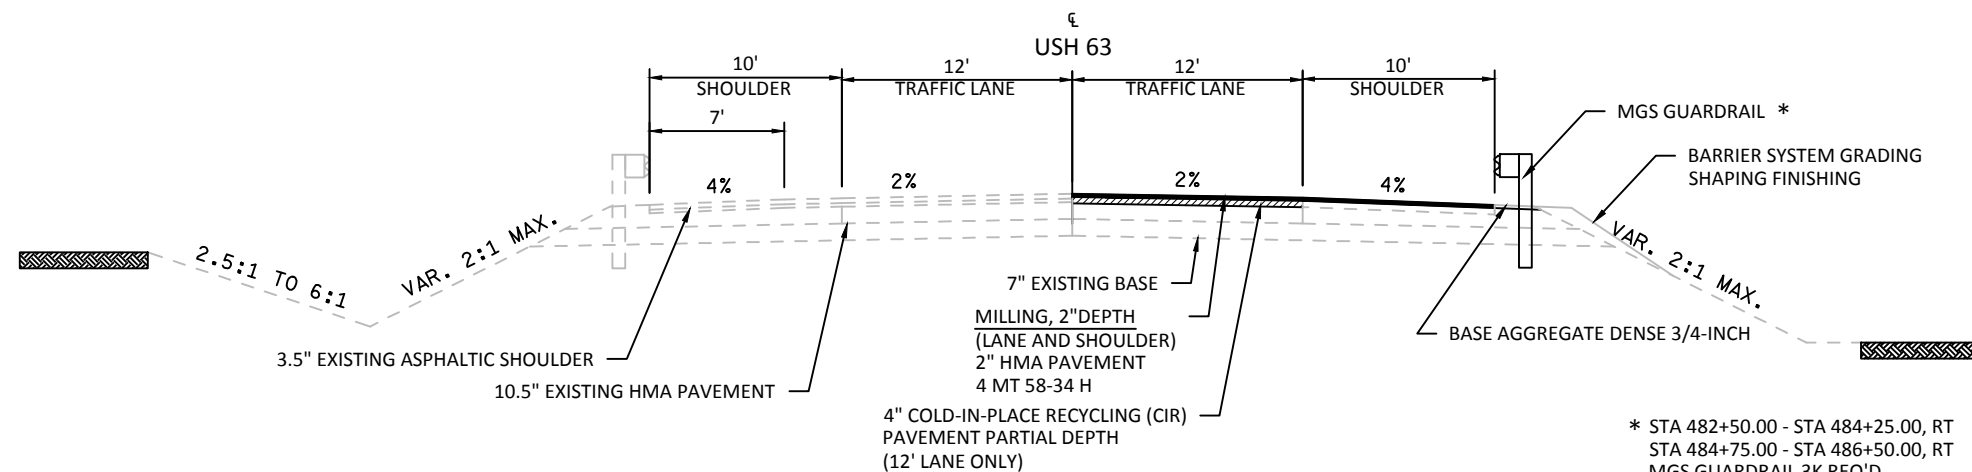 ℄
USH 63
10' 12' 12' 10'
SHOULDER TRAFFIC LANE TRAFFIC LANE SHOULDER
7'
MGS GUARDRAIL *
BARRIER SYSTEM GRADING
SHAPING FINISHING
4% 2% 2% 4%
2.5:1 TO 6:1
VAR. 2:1 MAX.
VAR. 2:1 MAX.
7" EXISTING BASE
MILLING, 2"DEPTH
(LANE AND SHOULDER)
2" HMA PAVEMENT
4 MT 58-34 H
BASE AGGREGATE DENSE 3/4-INCH
3.5" EXISTING ASPHALTIC SHOULDER
10.5" EXISTING HMA PAVEMENT
4" COLD-IN-PLACE RECYCLING (CIR)
PAVEMENT PARTIAL DEPTH
(12' LANE ONLY)
* STA 482+50.00 - STA 484+25.00, RT
STA 484+75.00 - STA 486+50.00, RT
MGS GUARDRAIL 3K REQ'D